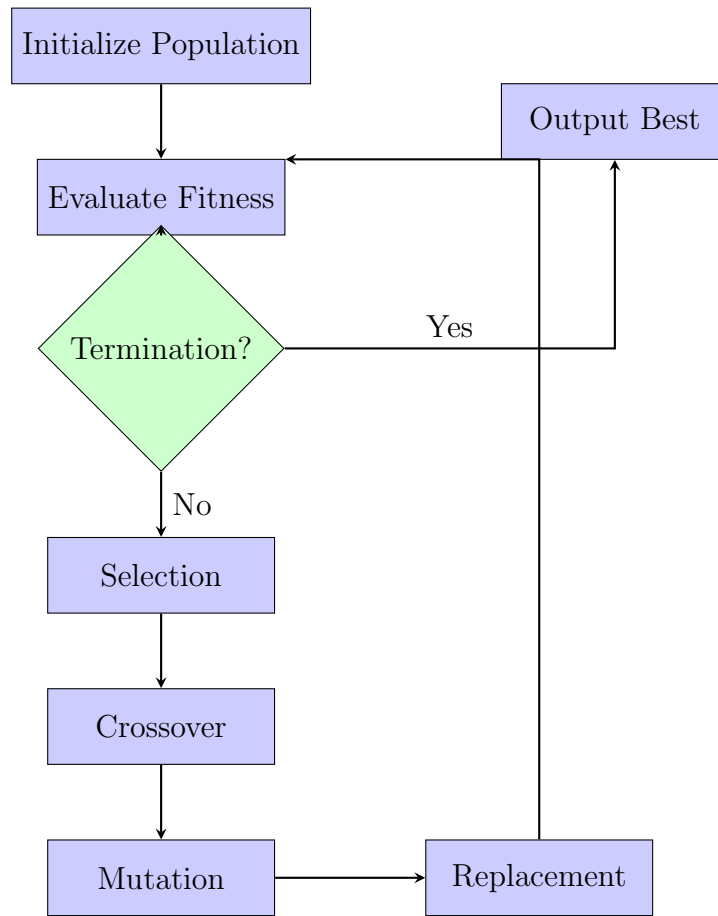 Initialize Population
Output Best
Evaluate Fitness
Yes
Termination?
No
Selection
Crossover
Mutation
Replacement